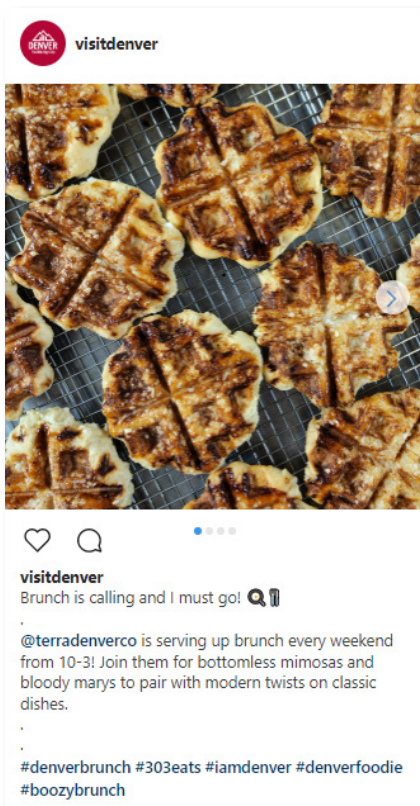 DENVER
visitdenver
visitdenver
Brunch is calling and I must go! 🍳🍴
.
@terradenverco is serving up brunch every weekend
from 10-3! Join them for bottomless mimosas and
bloody marys to pair with modern twists on classic
dishes.
.
.
#denverbrunch #303eats #iamdenver #denverfoodie
#boozybrunch